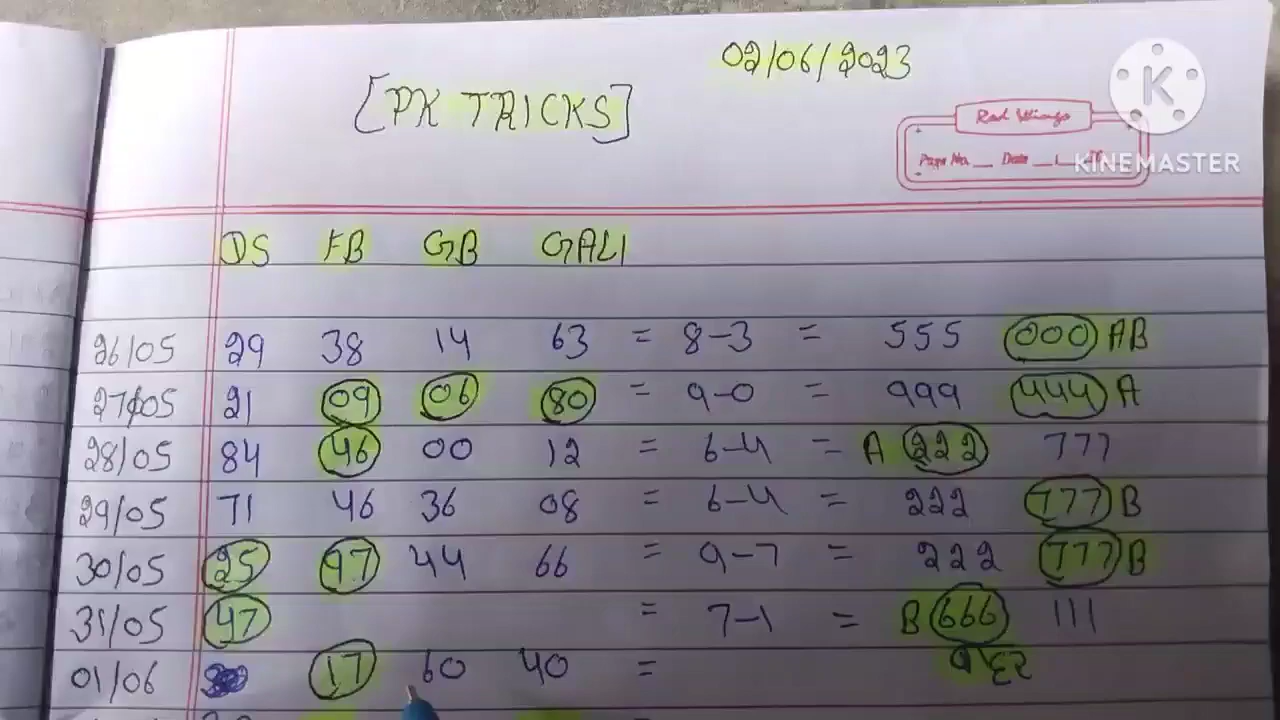 02/06/2023
[PK TRICKS]
Page No. Date
KINEMASTER
DS FB GB GALI
26/05 29 38 14 63 = 8-3 = 555 000 AB
27/05 21 09 06 80 = 9-0 = 999 444 A
28/05 84 46 00 12 = 6-4 = A 222 777
29/05 71 46 36 08 = 6-4 = 222 777 B
30/05 25 97 44 66 = 9-7 = 222 777 B
31/05 47 = 7-1 = B 666 111
01/06 17 60 40 =